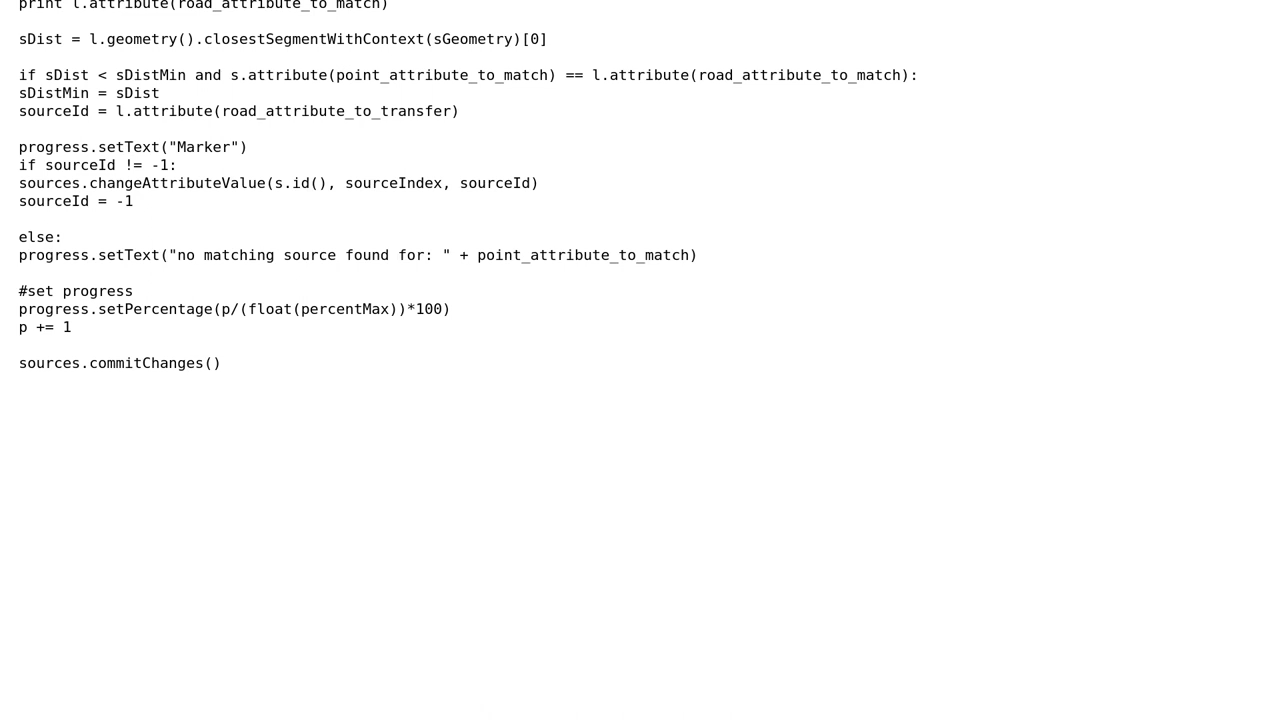 print l.attribute(road_attribute_to_match)
sDist = l.geometry().closestSegmentWithContext(sGeometry)[0]
if sDist < sDistMin and s.attribute(point_attribute_to_match) == l.attribute(road_attribute_to_match):
sDistMin = sDist
sourceId = l.attribute(road_attribute_to_transfer)
progress.setText("Marker")
if sourceId != -1:
sources.changeAttributeValue(s.id(), sourceIndex, sourceId)
sourceId = -1
else:
progress.setText("no matching source found for: " + point_attribute_to_match)
#set progress
progress.setPercentage(p/(float(percentMax))*100)
p += 1
sources.commitChanges()